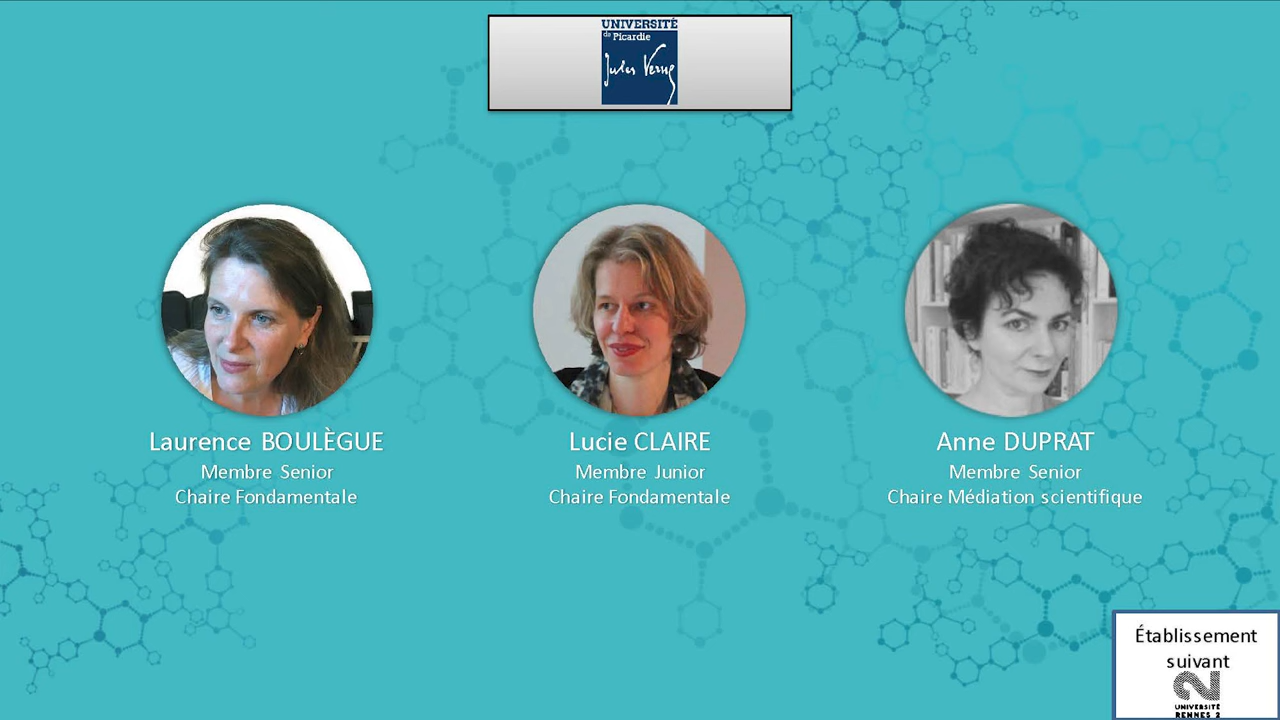 UNIVERSITÉ
de Picardie
Jules Verne
Laurence BOULÈGUE
Membre Senior
Chaire Fondamentale
Lucie CLAIRE
Membre Junior
Chaire Fondamentale
Anne DUPRAT
Membre Senior
Chaire Médiation scientifique
Établissement
suivant
2
UNIVERSITÉ
RENNES 2